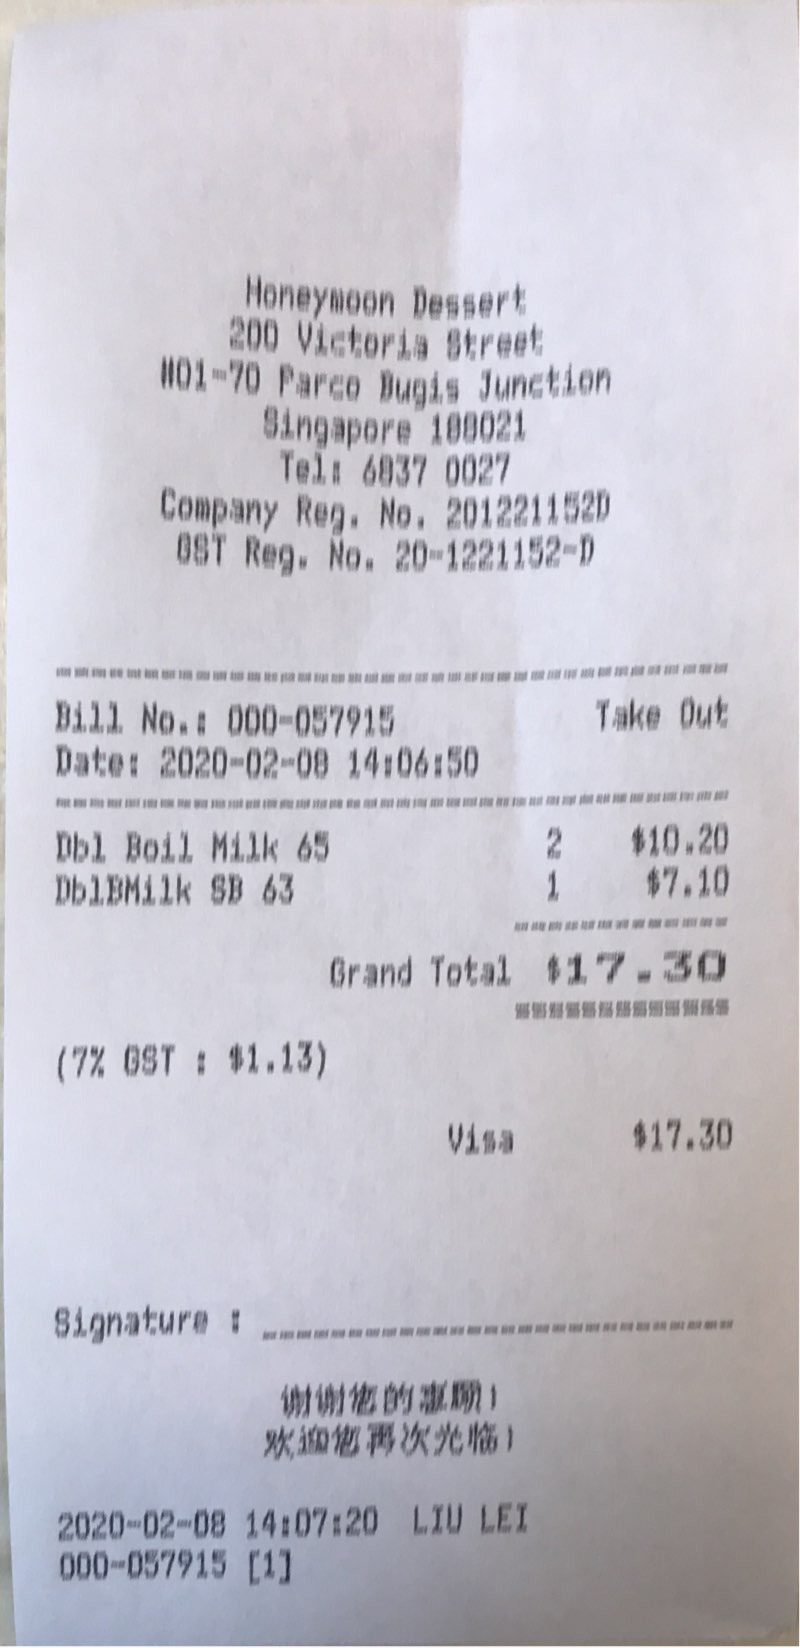 Honeymoon Dessert
200 Victoria Street
#01-70 Parco Bugis Junction
Singapore 188021
Tel: 6837 0027
Company Reg. No. 201221152D
GST Reg. No. 20-1221152-D
Bill No.: 000-057915 Take Out
Date: 2020-02-08 14:06:50
Dbl Boil Milk 65 2 $10.20
DblBMilk SB 63 1 $7.10
Grand Total $17.30
(7% GST : $1.13)
Visa $17.30
Signature :
谢谢您的惠顾!
欢迎您再次光临!
2020-02-08 14:07:20 LIU LEI
000-057915 [1]